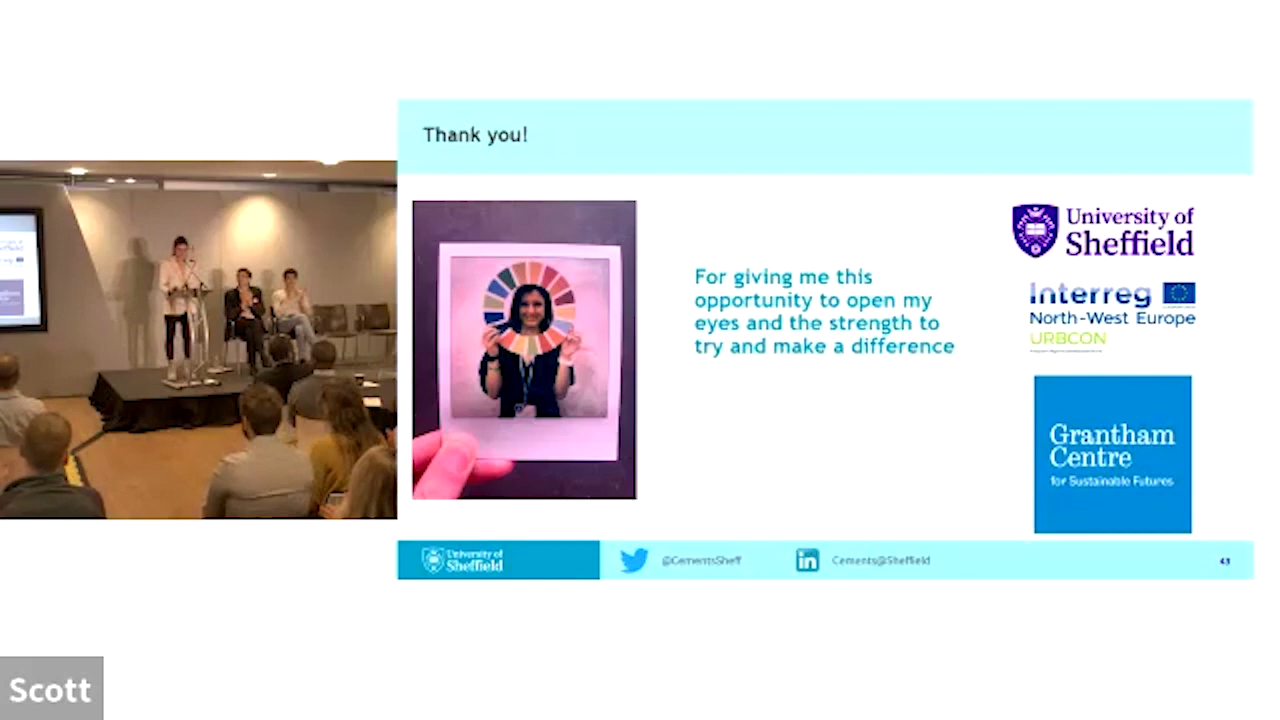 Thank you!
For giving me this
opportunity to open my
eyes and the strength to
try and make a difference
University of
Sheffield
Interreg
North-West Europe
URBCON
Grantham
Centre
for Sustainable Futures
University of
Sheffield
@CementsSheff
in
Cements@Sheffield
43
Scott